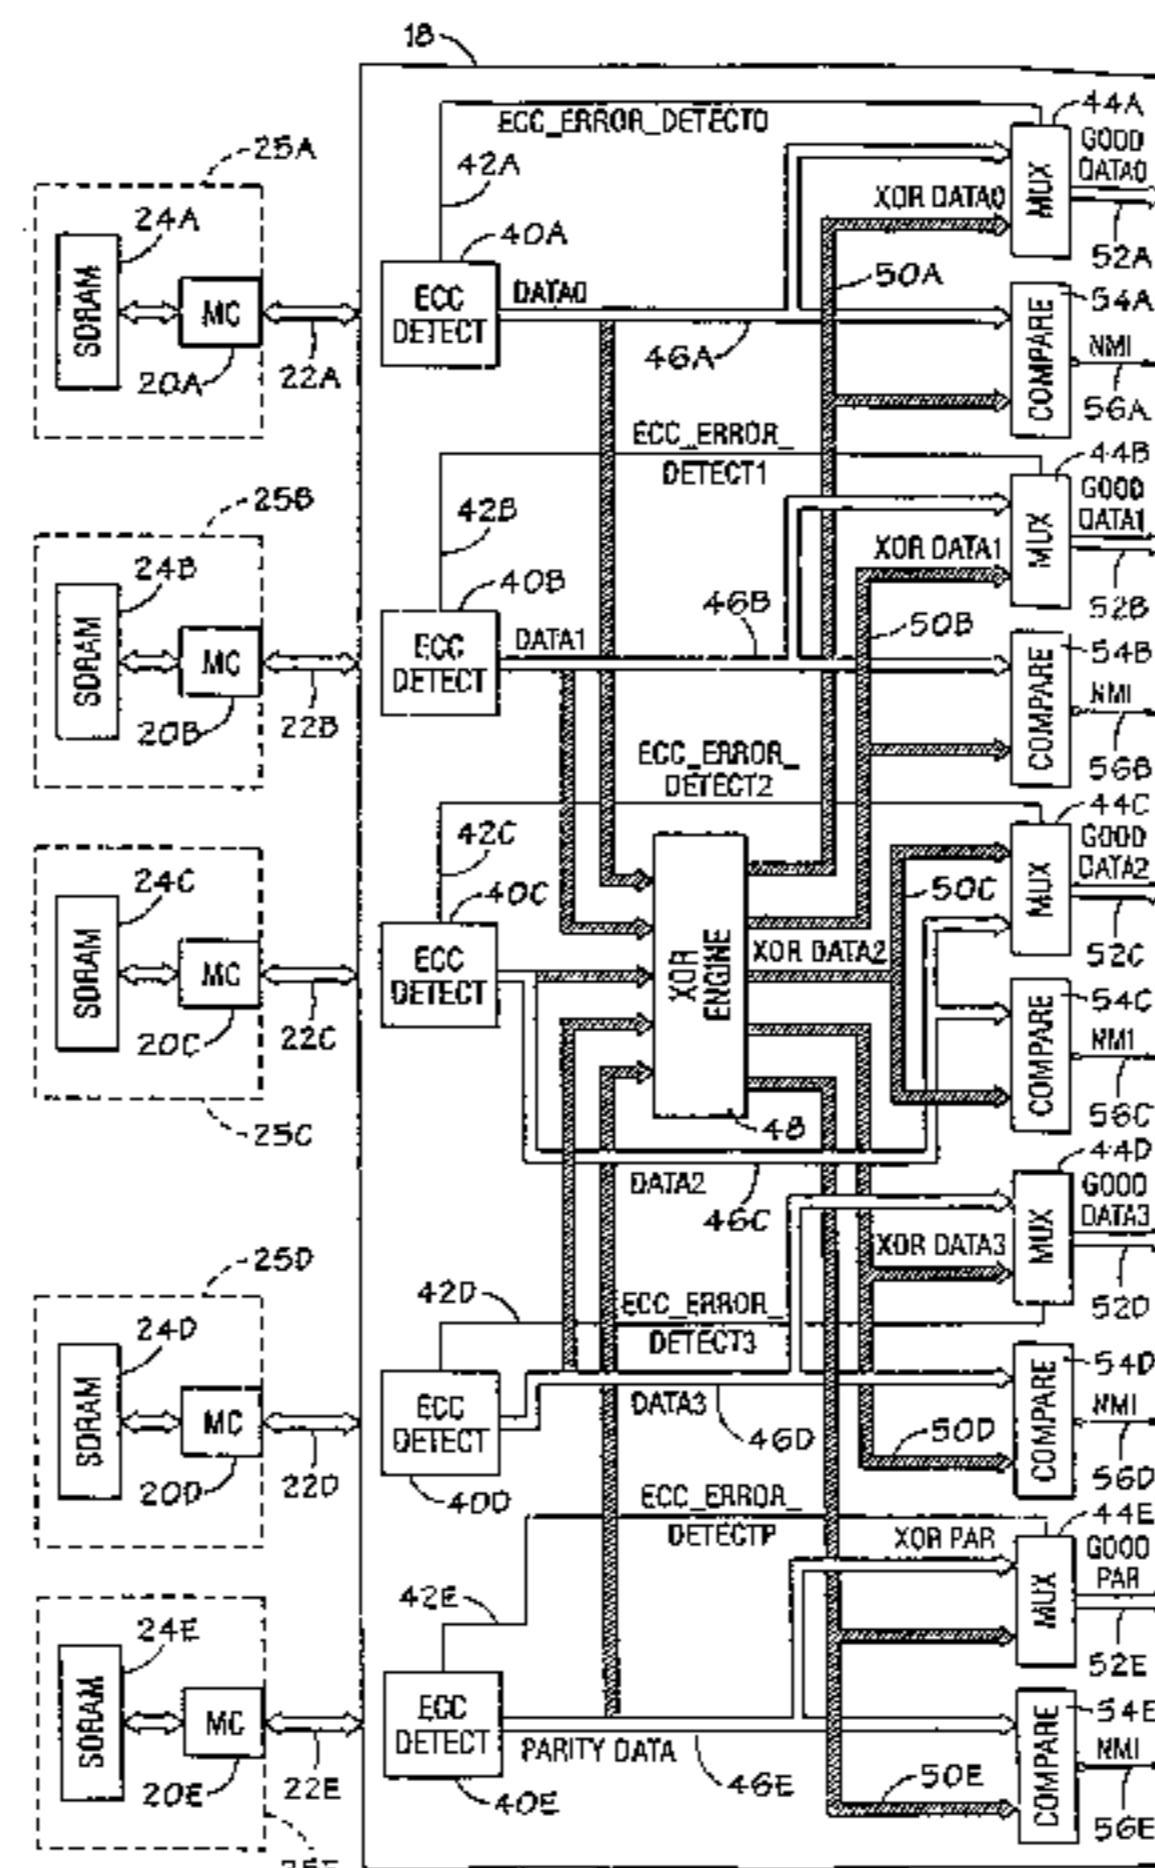 18
44A
ECC_ERROR_DETECT0
GOOD
DATA0
25A
42A
MUX
XOR DATA0
24A
40A
52A
50A
54A
ECC
DETECT
DATA0
SDRAM
MC
COMPARE
NMI
46A
20A
22A
56A
ECC_ERROR_
DETECT1
44B
GOOD
DATA1
25B
42B
MUX
XOR DATA1
24B
40B
46B
52B
50B
54B
ECC
DETECT
DATA1
SDRAM
MC
COMPARE
NMI
20B
22B
56B
ECC_ERROR_
DETECT2
44C
GOOD
DATA2
42C
MUX
50C
24C
40C
XOR
ENGINE
XOR DATA2
52C
ECC
DETECT
54C
SDRAM
MC
COMPARE
NMI
20C
22C
56C
25C
48
44D
DATA2
46C
GOOD
DATA3
MUX
XOR DATA3
25D
42D
ECC_ERROR_
DETECT3
52D
24D
54D
ECC
DETECT
DATA3
46D
SDRAM
MC
COMPARE
NMI
50D
20D
22D
40D
56D
ECC_ERROR_
DETECTP
44E
XOR PAR
GOOD
PAR
MUX
42E
24E
52E
ECC
DETECT
54E
SDRAM
MC
PARITY DATA
COMPARE
NMI
46E
50E
20E
22E
40E
56E
25E